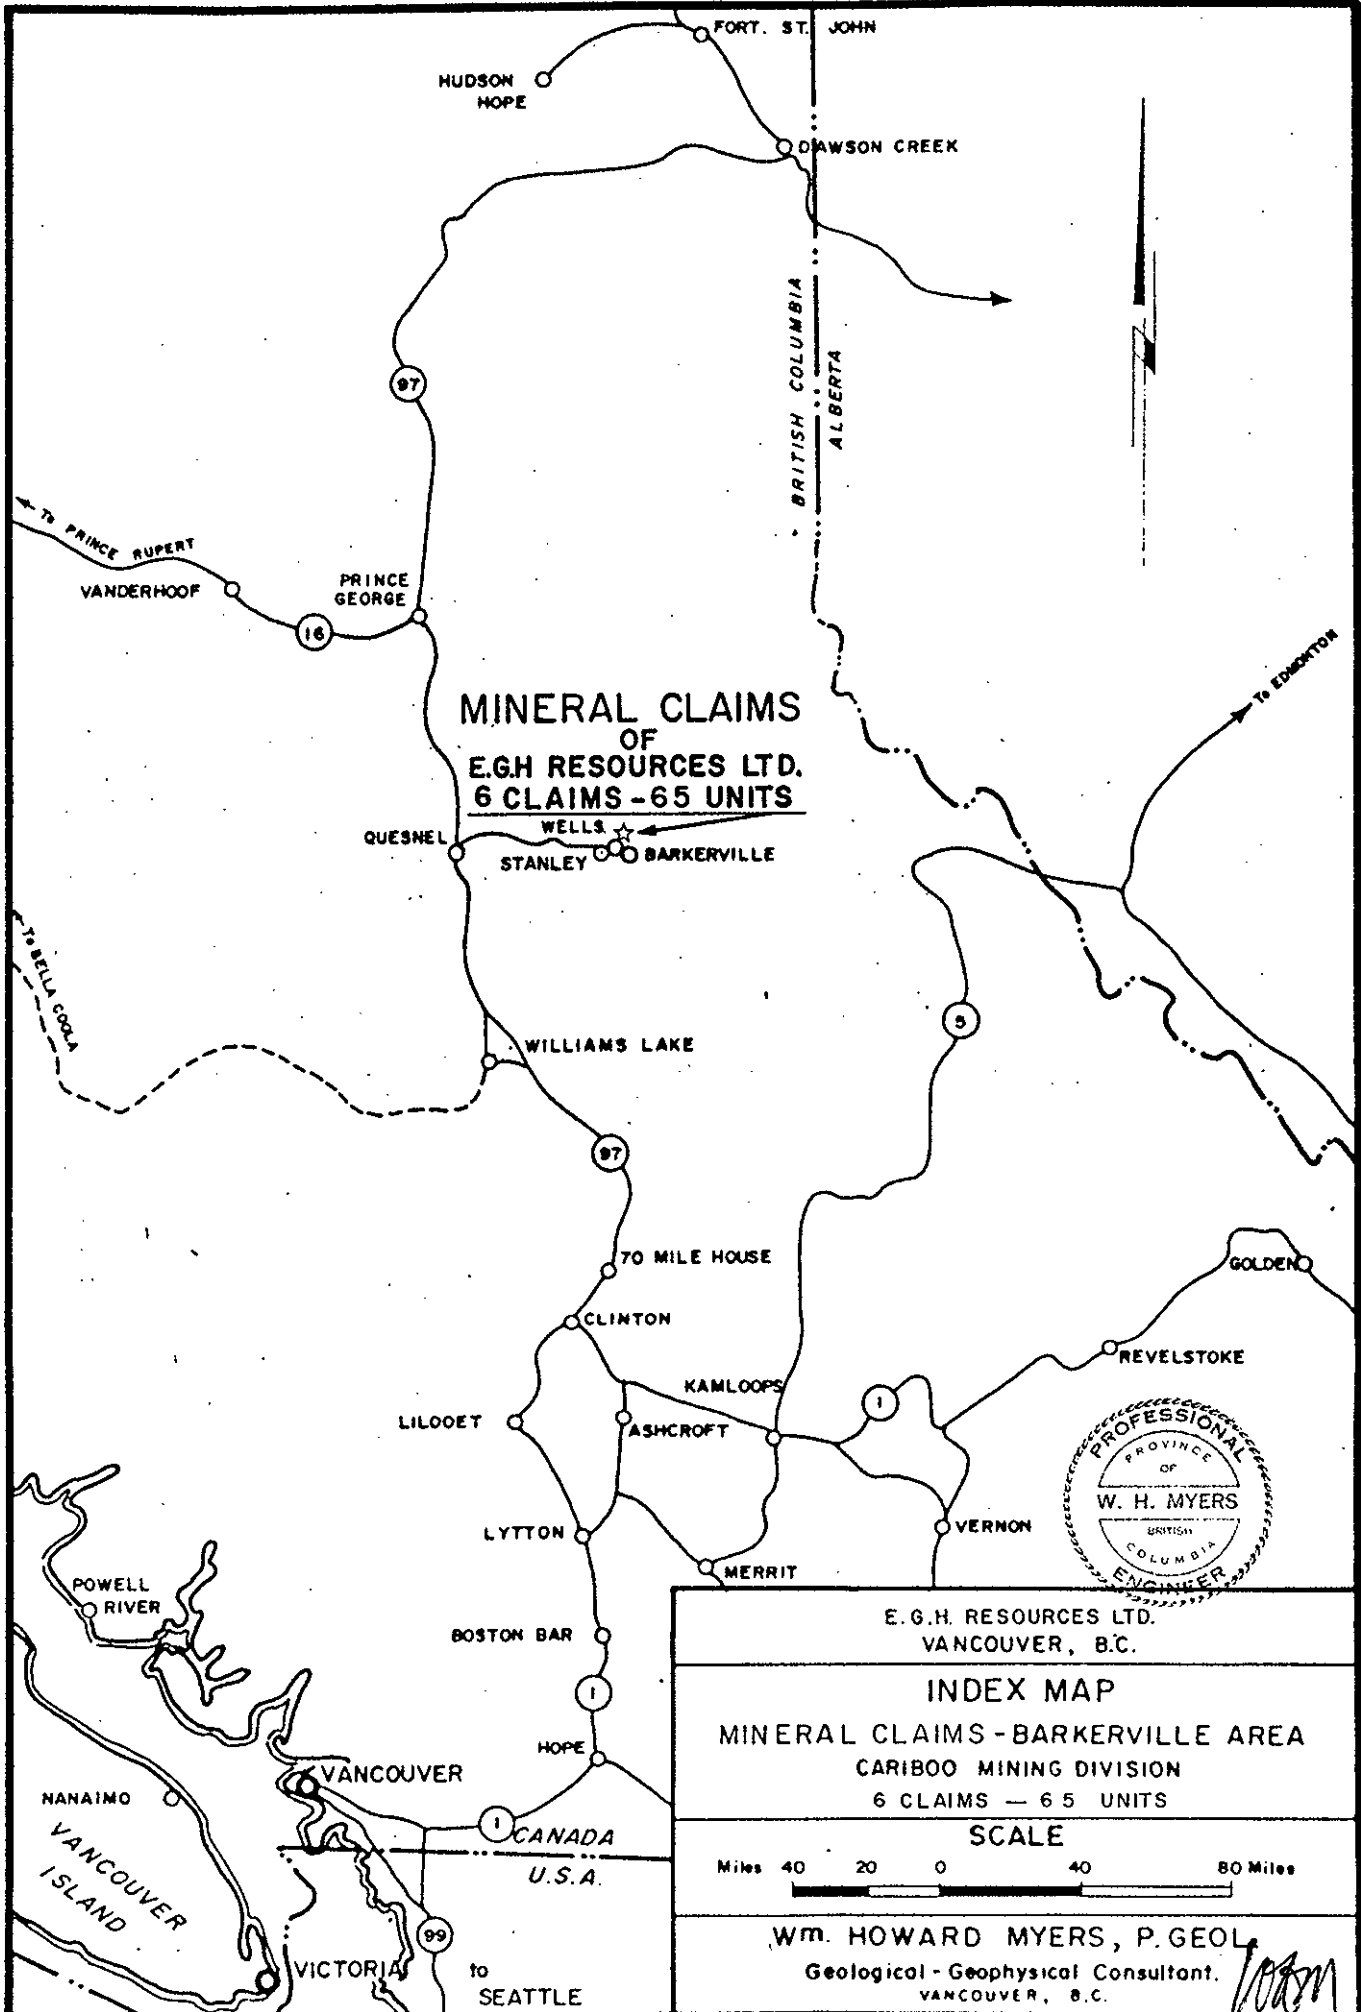 FORT. ST. JOHN
HUDSON
HOPE
DAWSON CREEK
BRITISH COLUMBIA
ALBERTA
97
To PRINCE RUPERT
VANDERHOOF
PRINCE
GEORGE
16
To EDMONTON
MINERAL CLAIMS
OF
E.G.H RESOURCES LTD.
6 CLAIMS - 65 UNITS
QUESNEL
WELLS
STANLEY
BARKERVILLE
To BELLA COOLA
5
WILLIAMS LAKE
97
70 MILE HOUSE
GOLDEN
CLINTON
REVELSTOKE
KAMLOOPS
1
LILOOET
ASHCROFT
PROFESSIONAL
PROVINCE
OF
W. H. MYERS
BRITISH
COLUMBIA
ENGINEER
LYTTON
VERNON
MERRIT
POWELL
RIVER
BOSTON BAR
1
HOPE
VANCOUVER
NANAIMO
1
CANADA
U.S.A.
VANCOUVER
ISLAND
99
VICTORIA
to
SEATTLE
E.G.H. RESOURCES LTD.
VANCOUVER, B.C.
INDEX MAP
MINERAL CLAIMS - BARKERVILLE AREA
CARIBOO MINING DIVISION
6 CLAIMS — 65 UNITS
SCALE
Miles 40 20 0 40 80 Miles
Wm. HOWARD MYERS, P. GEOL.
Geological - Geophysical Consultant.
VANCOUVER, B.C.